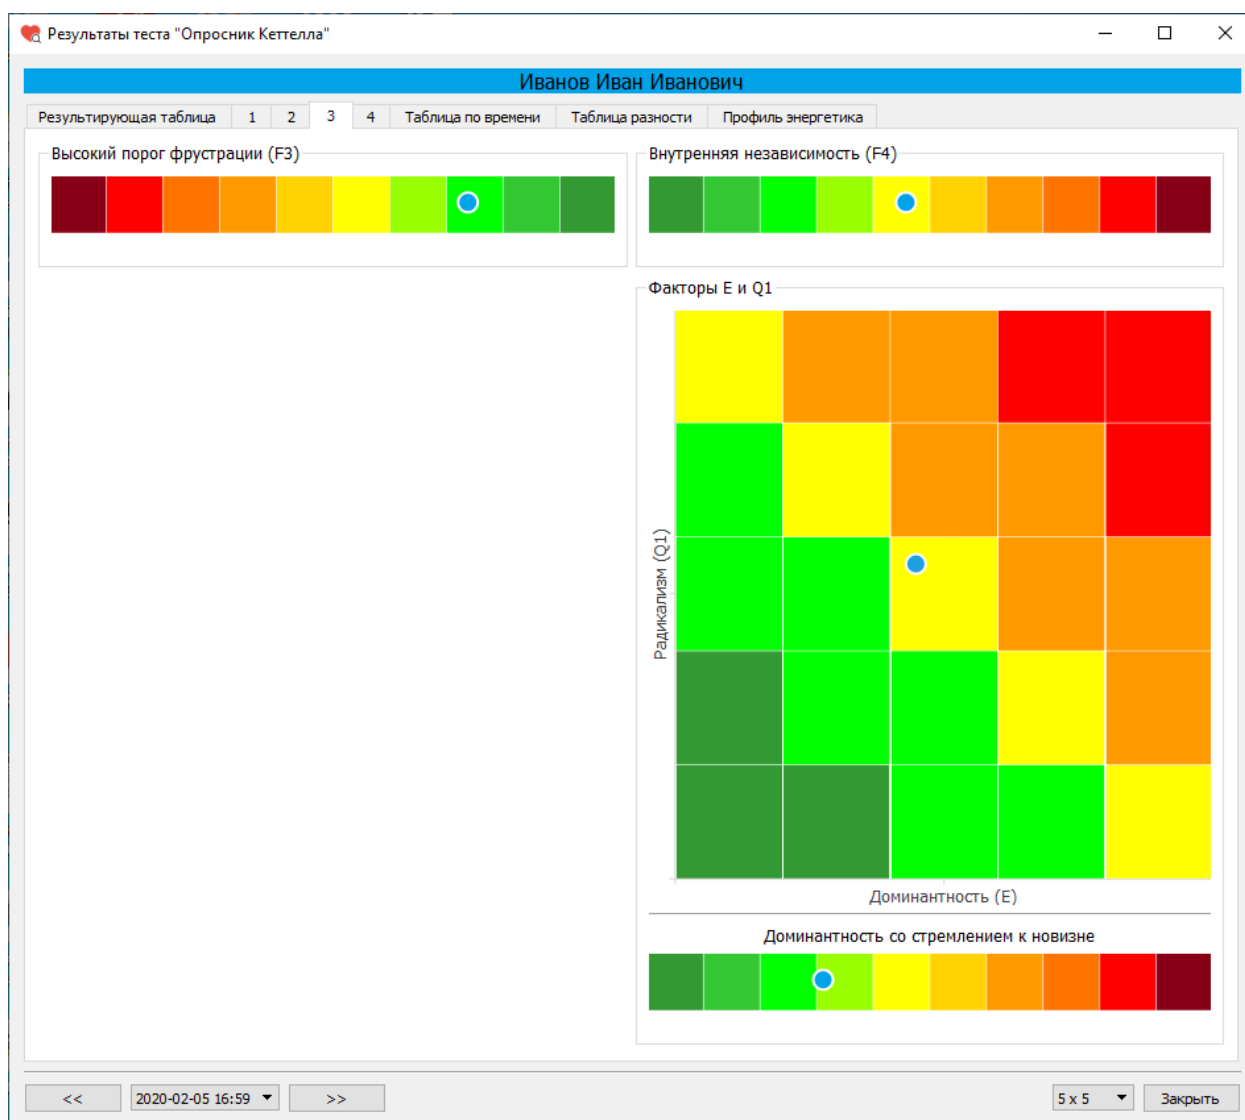 Результаты теста "Опросник Кеттелла"
Иванов Иван Иванович
Результирующая таблица 1 2 3 4 Таблица по времени Таблица разности Профиль энергетика
Высокий порог фрустрации (F3)
Внутренняя независимость (F4)
Факторы E и Q1
Радикализм (Q1)
Доминантность (E)
Доминантность со стремлением к новизне
<< 2020-02-05 16:59 >> 5 x 5 Закрыть